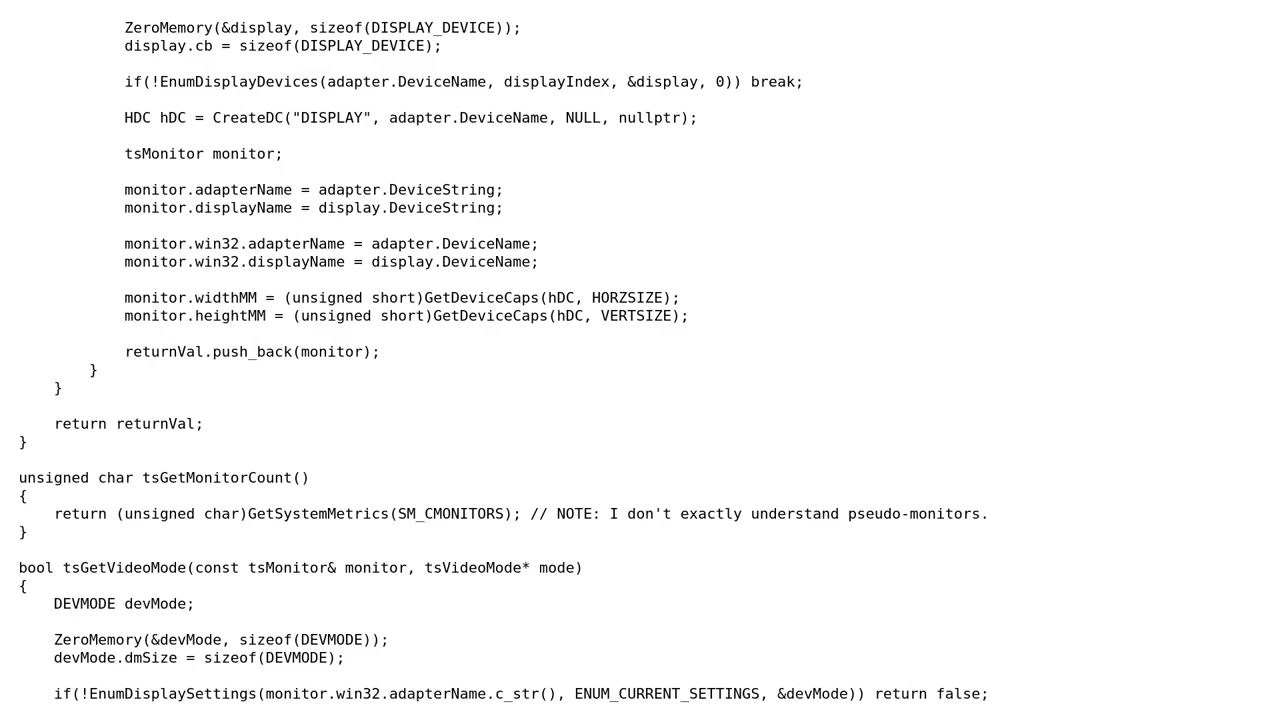 ZeroMemory(&display, sizeof(DISPLAY_DEVICE));
display.cb = sizeof(DISPLAY_DEVICE);
if(!EnumDisplayDevices(adapter.DeviceName, displayIndex, &display, 0)) break;
HDC hDC = CreateDC("DISPLAY", adapter.DeviceName, NULL, nullptr);
tsMonitor monitor;
monitor.adapterName = adapter.DeviceString;
monitor.displayName = display.DeviceString;
monitor.win32.adapterName = adapter.DeviceName;
monitor.win32.displayName = display.DeviceName;
monitor.widthMM = (unsigned short)GetDeviceCaps(hDC, HORZSIZE);
monitor.heightMM = (unsigned short)GetDeviceCaps(hDC, VERTSIZE);
returnVal.push_back(monitor);
}
}
return returnVal;
}
unsigned char tsGetMonitorCount()
{
return (unsigned char)GetSystemMetrics(SM_CMONITORS); // NOTE: I don't exactly understand pseudo-monitors.
}
bool tsGetVideoMode(const tsMonitor& monitor, tsVideoMode* mode)
{
DEVMODE devMode;
ZeroMemory(&devMode, sizeof(DEVMODE));
devMode.dmSize = sizeof(DEVMODE);
if(!EnumDisplaySettings(monitor.win32.adapterName.c_str(), ENUM_CURRENT_SETTINGS, &devMode)) return false;